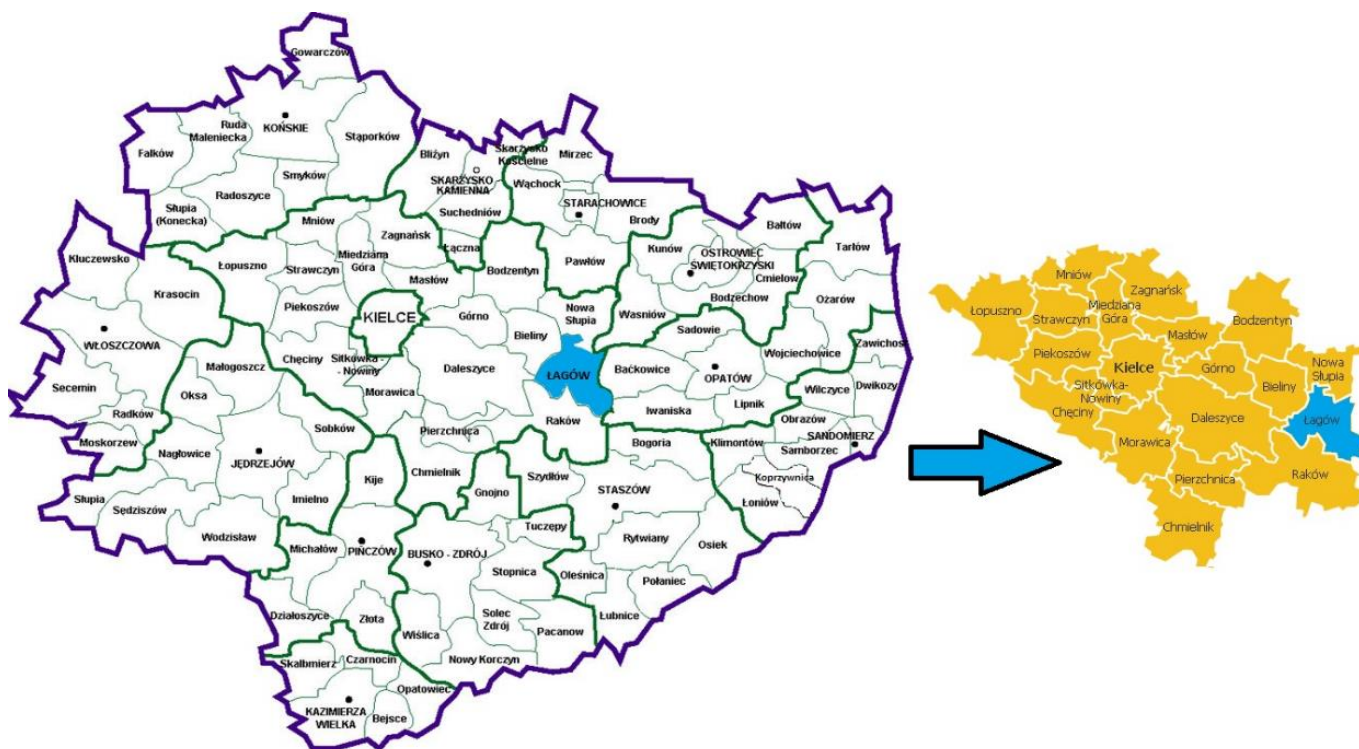 Gowarczów
KOŃSKIE
Ruda
Maleniecka
Stąporków
Fałków
Smyków
Radoszyce
Słupia
(Konecka)
Bliżyn
Skarżysko
Kościelne
Mirzec
SKARŻYSKO
KAMIENNA
Wąchock
STARACHOWICE
Suchedniów
Brody
Mniów
Zagnańsk
Łączna
Bałtów
Kunów
OSTROWIEC
ŚWIĘTOKRZYSKI
Tarłów
Kluczewsko
Łopuszno
Strawczyn
Miedziana
Góra
Bodzentyn
Pawłów
Ćmielow
Masłów
Krasocin
Piekoszów
Bodzechow
Ożarów
KIELCE
Górno
Nowa
Słupia
Waśniów
WŁOSZCZOWA
Bieliny
Sadowie
Wojciechowice
Zawichost
Chęciny
Sitkówka -
- Nowiny
Małogoszcz
Daleszyce
ŁAGÓW
Baćkowice
OPATÓW
Wilczyce
Dwikozy
Secemin
Oksa
Morawica
Iwaniska
Lipnik
Radków
Sobków
Raków
Obrazów
Moskorzew
Pierzchnica
SANDOMIERZ
Nagłowice
Bogoria
Klimontów
Samborzec
JĘDRZEJÓW
Chmielnik
Szydłów
Koprzywnica
Kije
Gnojno
STASZÓW
Słupia
Imielno
Łoniów
Sędziszów
Tuczępy
Wodzisław
Rytwiany
Osiek
Michałów
PIŃCZÓW
BUSKO - ZDRÓJ
Stopnica
Oleśnica
Połaniec
Działoszyce
Złota
Solec
Zdrój
Łubnice
Wiślica
Pacanow
Skalbmierz
Czarnocin
Nowy Korczyn
Opatowiec
KAZIMIERZA
WIELKA
Bejsce
Mniów
Zagnańsk
Łopuszno
Miedziana
Góra
Strawczyn
Bodzentyn
Masłów
Piekoszów
Kielce
Górno
Nowa
Słupia
Sitkówka-
Nowiny
Bieliny
Chęciny
Daleszyce
Łagów
Morawica
Pierzchnica
Raków
Chmielnik